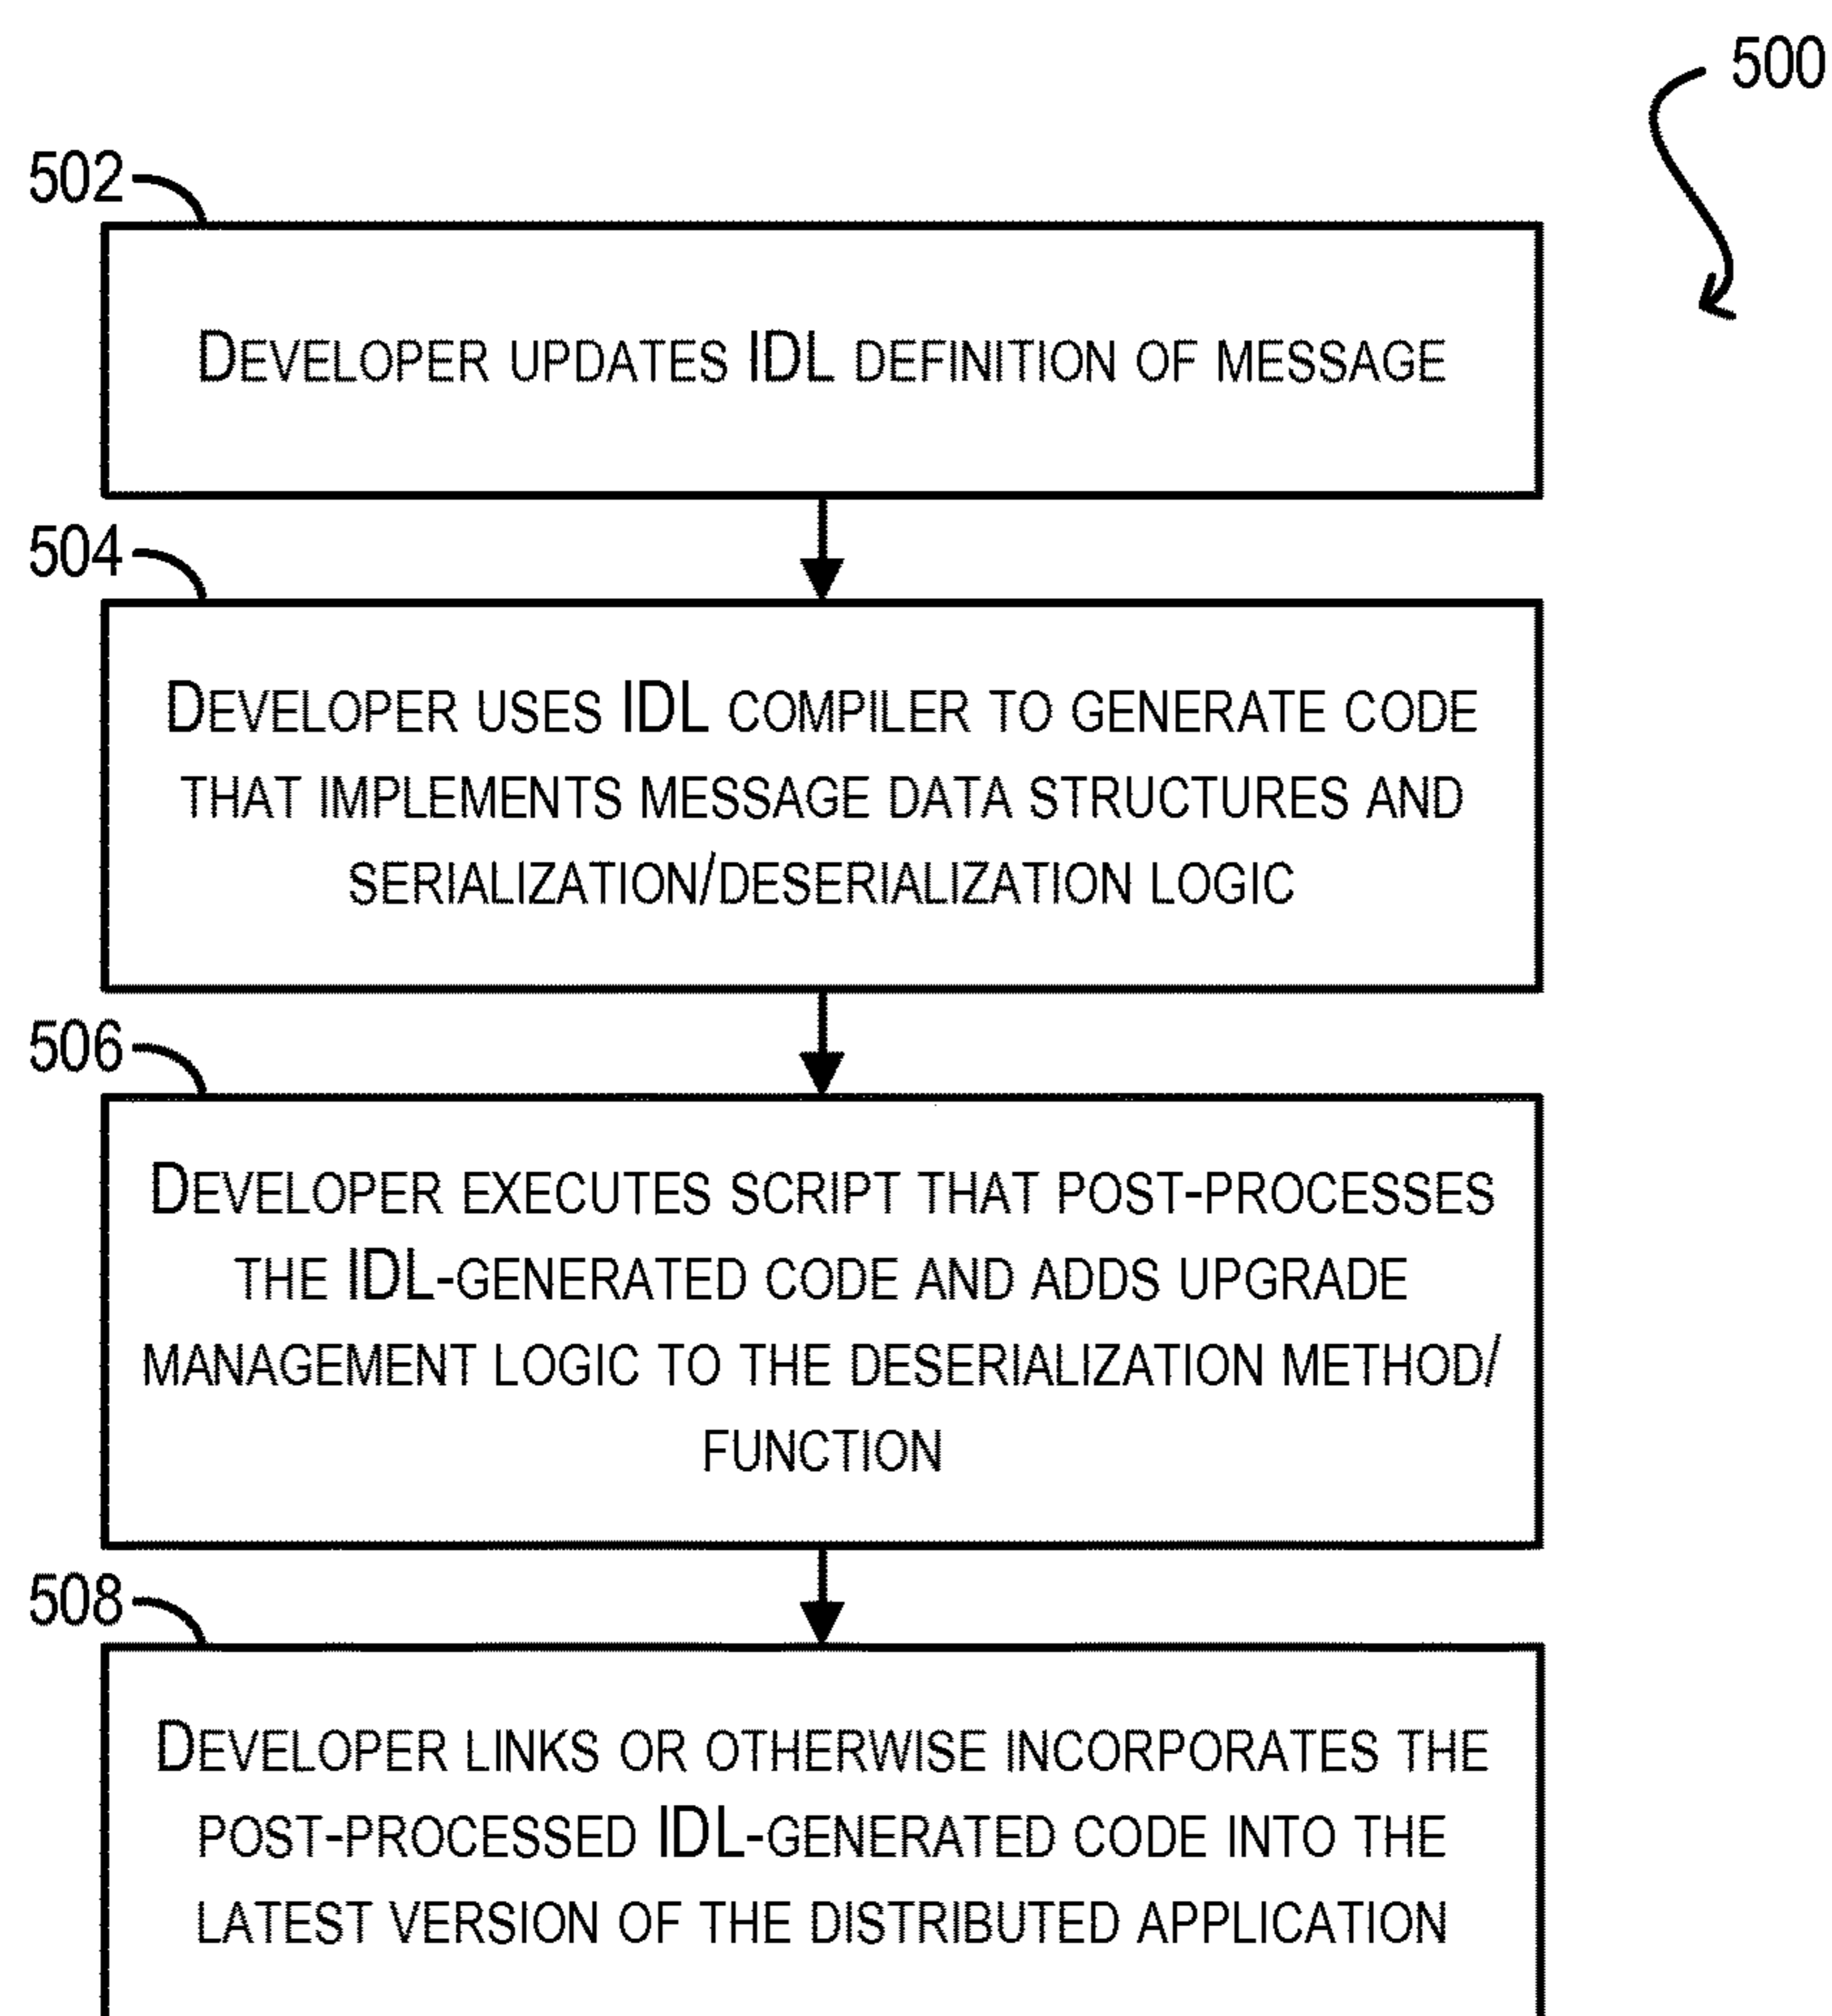 500
502
DEVELOPER UPDATES IDL DEFINITION OF MESSAGE
504
DEVELOPER USES IDL COMPILER TO GENERATE CODE
THAT IMPLEMENTS MESSAGE DATA STRUCTURES AND
SERIALIZATION/DESERIALIZATION LOGIC
506
DEVELOPER EXECUTES SCRIPT THAT POST-PROCESSES
THE IDL-GENERATED CODE AND ADDS UPGRADE
MANAGEMENT LOGIC TO THE DESERIALIZATION METHOD/
FUNCTION
508
DEVELOPER LINKS OR OTHERWISE INCORPORATES THE
POST-PROCESSED IDL-GENERATED CODE INTO THE
LATEST VERSION OF THE DISTRIBUTED APPLICATION